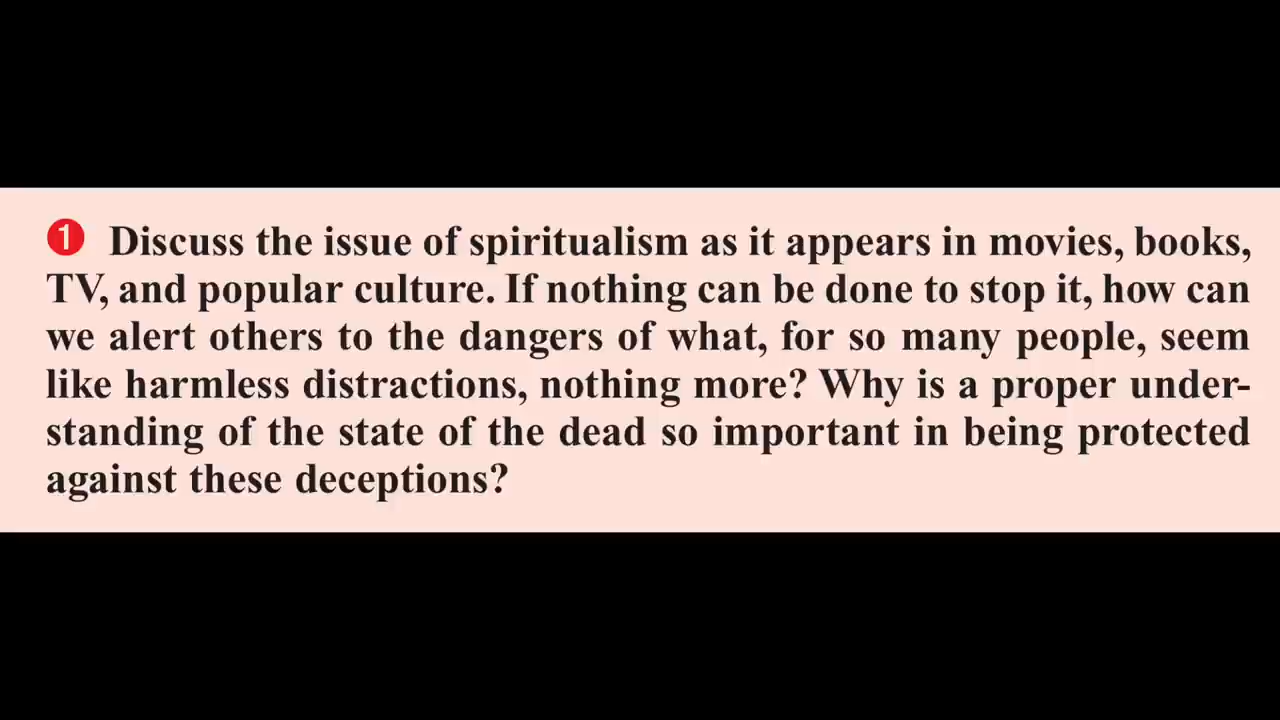 1 Discuss the issue of spiritualism as it appears in movies, books,
TV, and popular culture. If nothing can be done to stop it, how can
we alert others to the dangers of what, for so many people, seem
like harmless distractions, nothing more? Why is a proper under-
standing of the state of the dead so important in being protected
against these deceptions?